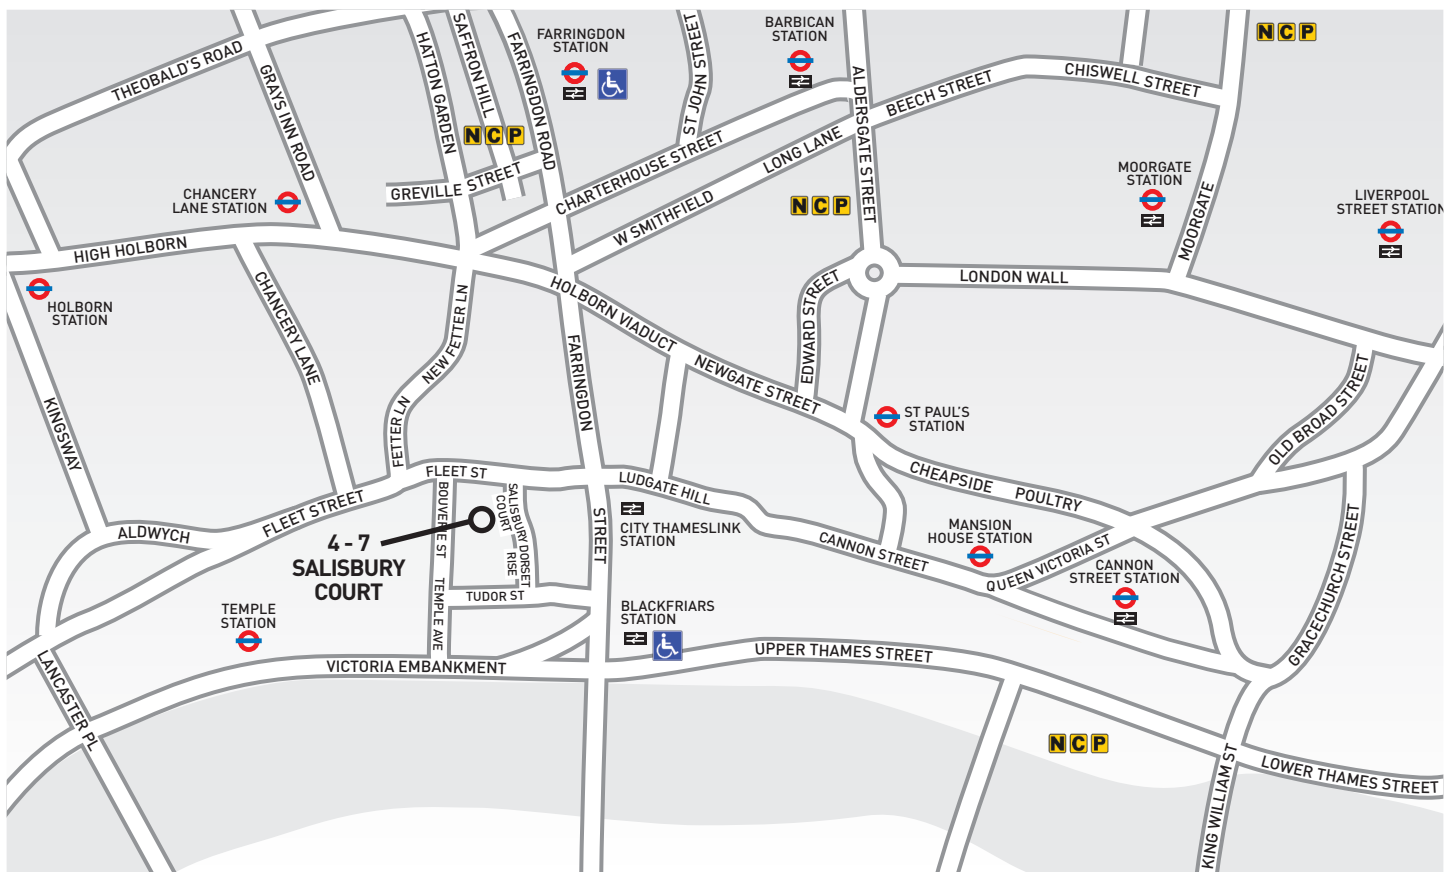 THEOBALD'S ROAD
GRAYS INN ROAD
HATTON GARDEN
SAFFRON HILL
FARRINGDON ROAD
FARRINGDON
STATION
ST JOHN STREET
BARBICAN
STATION
ALDERSGATE STREET
BEECH STREET
CHISWELL STREET
NCP
NCP
GREVILLE STREET
CHARTERHOUSE STREET
LONG LANE
W SMITHFIELD
NCP
MOORGATE
STATION
MOORGATE
LIVERPOOL
STREET STATION
CHANCERY
LANE STATION
HIGH HOLBORN
HOLBORN
STATION
CHANCERY LANE
NEW FETTER LN
FETTER LN
HOLBORN VIADUCT
EDWARD STREET
LONDON WALL
NEWGATE STREET
FARRINGDON
STREET
KINGSWAY
ST PAUL'S
STATION
OLD BROAD STREET
FLEET ST
LUDGATE HILL
CHEAPSIDE
POULTRY
FLEET STREET
ALDWYCH
BOUVERIE ST
SALISBURY
COURT
DORSET
RISE
CITY THAMESLINK
STATION
CANNON STREET
MANSION
HOUSE STATION
QUEEN VICTORIA ST
CANNON
STREET STATION
GRACECHURCH STREET
4 - 7
SALISBURY
COURT
TEMPLE AVE
TUDOR ST
TEMPLE
STATION
BLACKFRIARS
STATION
VICTORIA EMBANKMENT
UPPER THAMES STREET
LANCASTER PL
NCP
KING WILLIAM ST
LOWER THAMES STREET